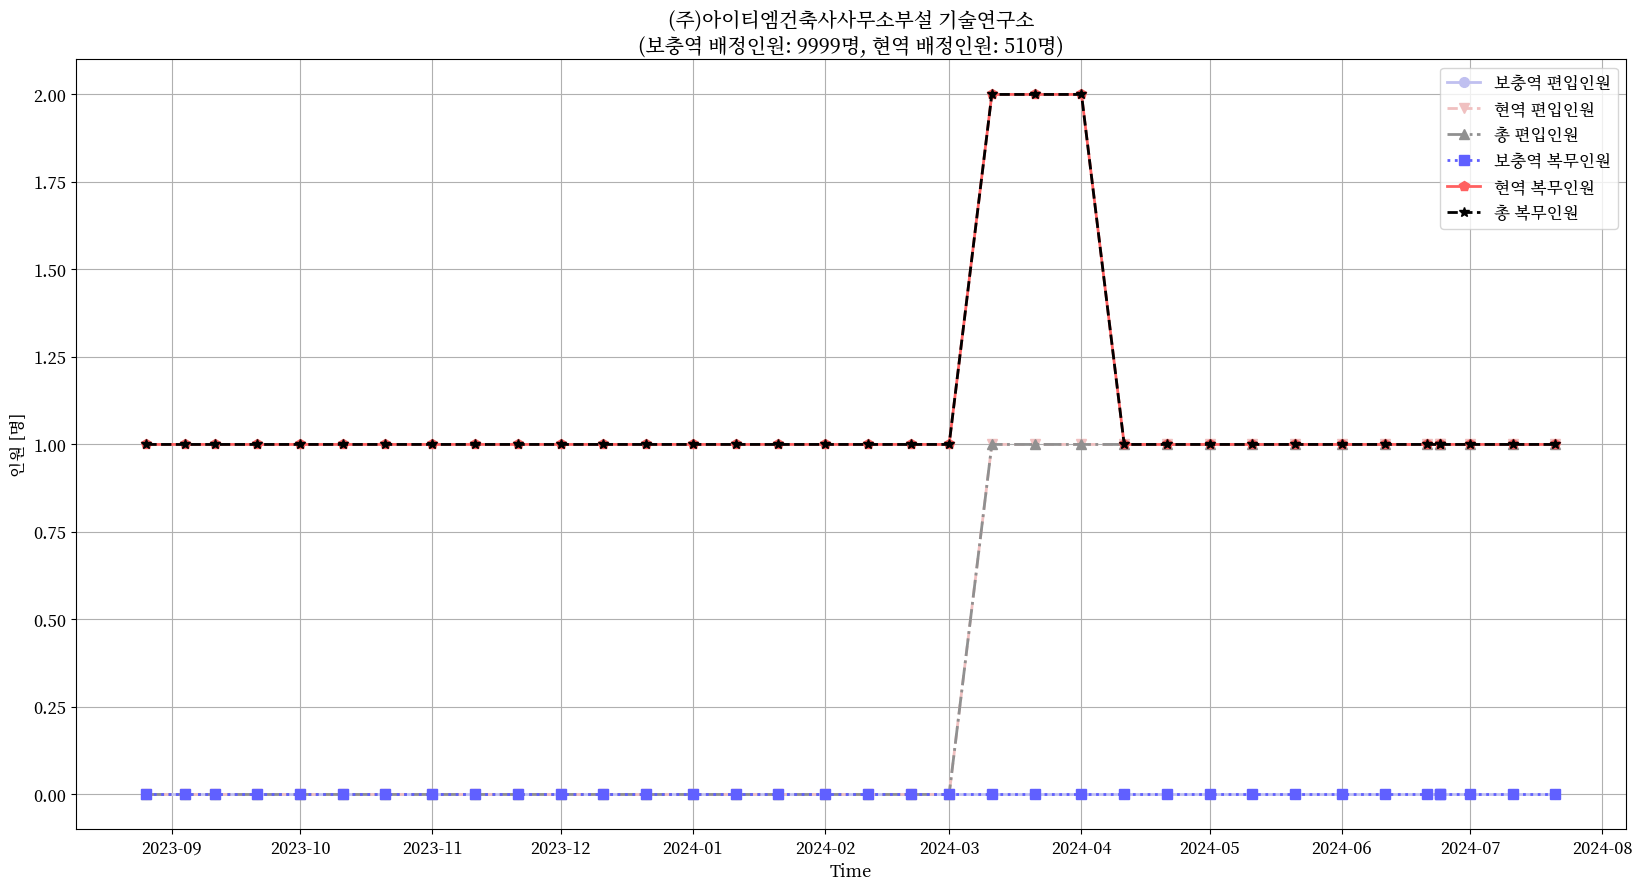 (주)아이티엠건축사사무소부설 기술연구소
(보충역 배정인원: 9999명, 현역 배정인원: 510명)
보충역 편입인원
현역 편입인원
총 편입인원
보충역 복무인원
현역 복무인원
총 복무인원
인원 [명]
2.00
1.75
1.50
1.25
1.00
0.75
0.50
0.25
0.00
2023-09 2023-10 2023-11 2023-12 2024-01 2024-02 2024-03 2024-04 2024-05 2024-06 2024-07 2024-08
Time